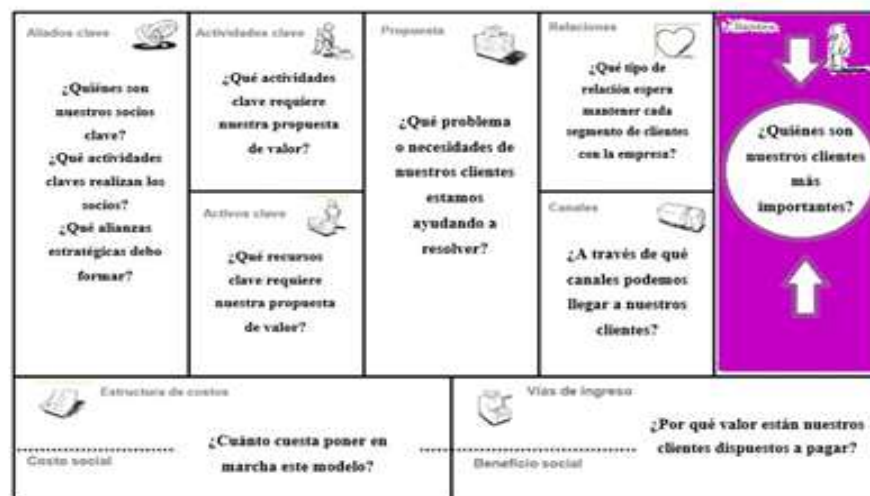 Aliados clave
¿Quiénes son
nuestros socios
clave?
¿Qué actividades
claves realizan los
socios?
¿Qué alianzas
estratégicas debo
formar?
Actividades clave
¿Qué actividades
clave requiere
nuestra propuesta
de valor?
Activos clave
¿Qué recursos
clave requiere
nuestra propuesta
de valor?
Propuesta
¿Qué problema
o necesidades de
nuestros clientes
estamos
ayudando a
resolver?
Relaciones
¿Qué tipo de
relación espera
mantener cada
segmento de clientes
con la empresa?
Canales
¿A través de qué
canales podemos
llegar a nuestros
clientes?
¿Quiénes son
nuestros clientes
más
importantes?
Estructura de costos
¿Cuánto cuesta poner en
marcha este modelo?
Costo social
Vías de ingreso
¿Por qué valor están nuestros
clientes dispuestos a pagar?
Beneficio social